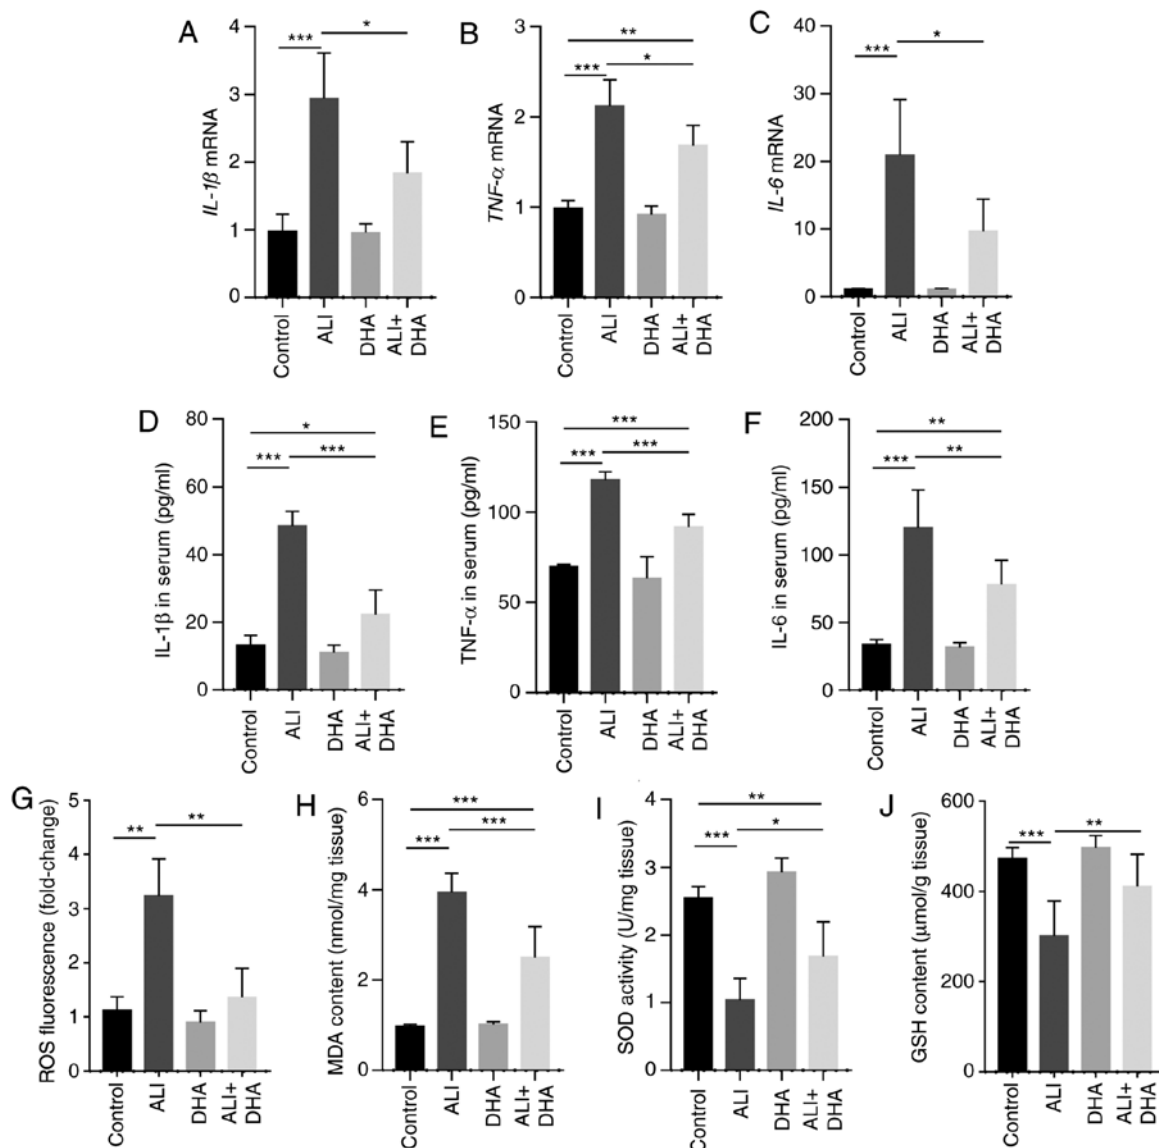 A
IL-1β mRNA
4
3
2
1
0
***
*
Control
ALI
DHA
ALI+
DHA
B
TNF-α mRNA
3
2
1
0
**
***
*
Control
ALI
DHA
ALI+
DHA
C
IL-6 mRNA
40
30
20
10
0
***
*
Control
ALI
DHA
ALI+
DHA
D
IL-1β in serum (pg/ml)
80
60
40
20
0
*
***
***
Control
ALI
DHA
ALI+
DHA
E
TNF-α in serum (pg/ml)
150
100
50
0
***
***
***
Control
ALI
DHA
ALI+
DHA
F
IL-6 in serum (pg/ml)
200
150
100
50
0
**
***
**
Control
ALI
DHA
ALI+
DHA
G
ROS fluorescence (fold-change)
5
4
3
2
1
0
**
**
Control
ALI
DHA
ALI+
DHA
H
MDA content (nmol/mg tissue)
6
4
2
0
***
***
***
Control
ALI
DHA
ALI+
DHA
I
SOD activity (U/mg tissue)
4
3
2
1
0
**
***
*
Control
ALI
DHA
ALI+
DHA
J
GSH content (μmol/g tissue)
600
400
200
0
***
**
Control
ALI
DHA
ALI+
DHA